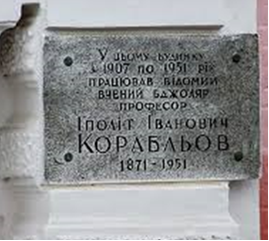 У цьому будинку
з 1907 по 1951 рік
працював відомий
вчений бджоляр
професор
Іполіт Іванович
Корабльов
1871-1951